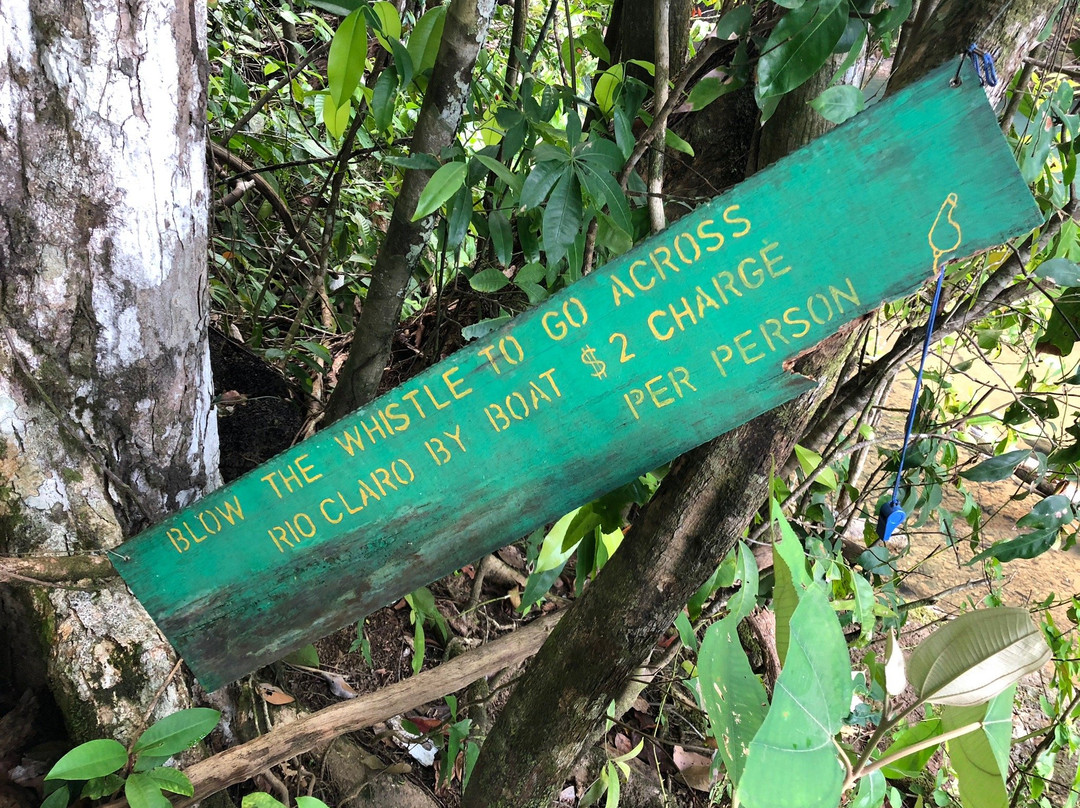 BLOW THE WHISTLE TO GO ACROSS
RIO CLARO BY BOAT $2 CHARGE
PER PERSON